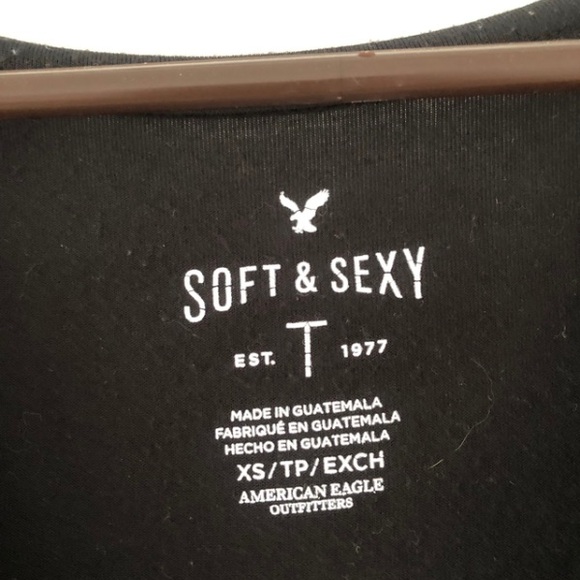 SOFT & SEXY
EST. T 1977
MADE IN GUATEMALA
FABRIQUÉ EN GUATEMALA
HECHO EN GUATEMALA
XS/TP/EXCH
AMERICAN EAGLE
OUTFITTERS